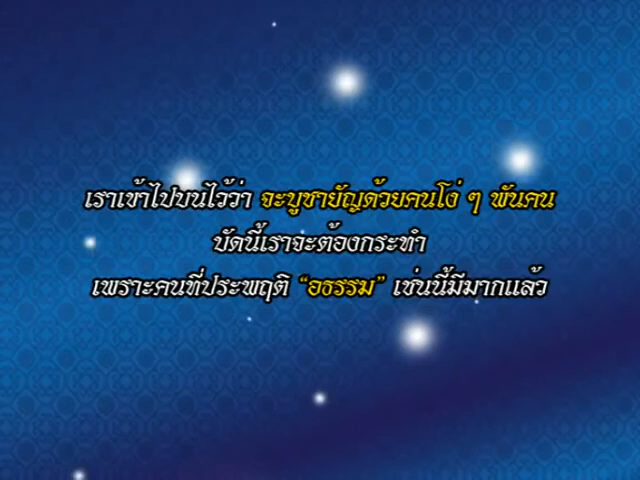 เราเข้าไปบนไว้ว่า จะบูชายัญด้วยคนโง่ ๆ พันคน
บัดนี้เราจะต้องกระทำ
เพราะคนที่ประพฤติ “อธรรม” เช่นนี้มีมากแล้ว